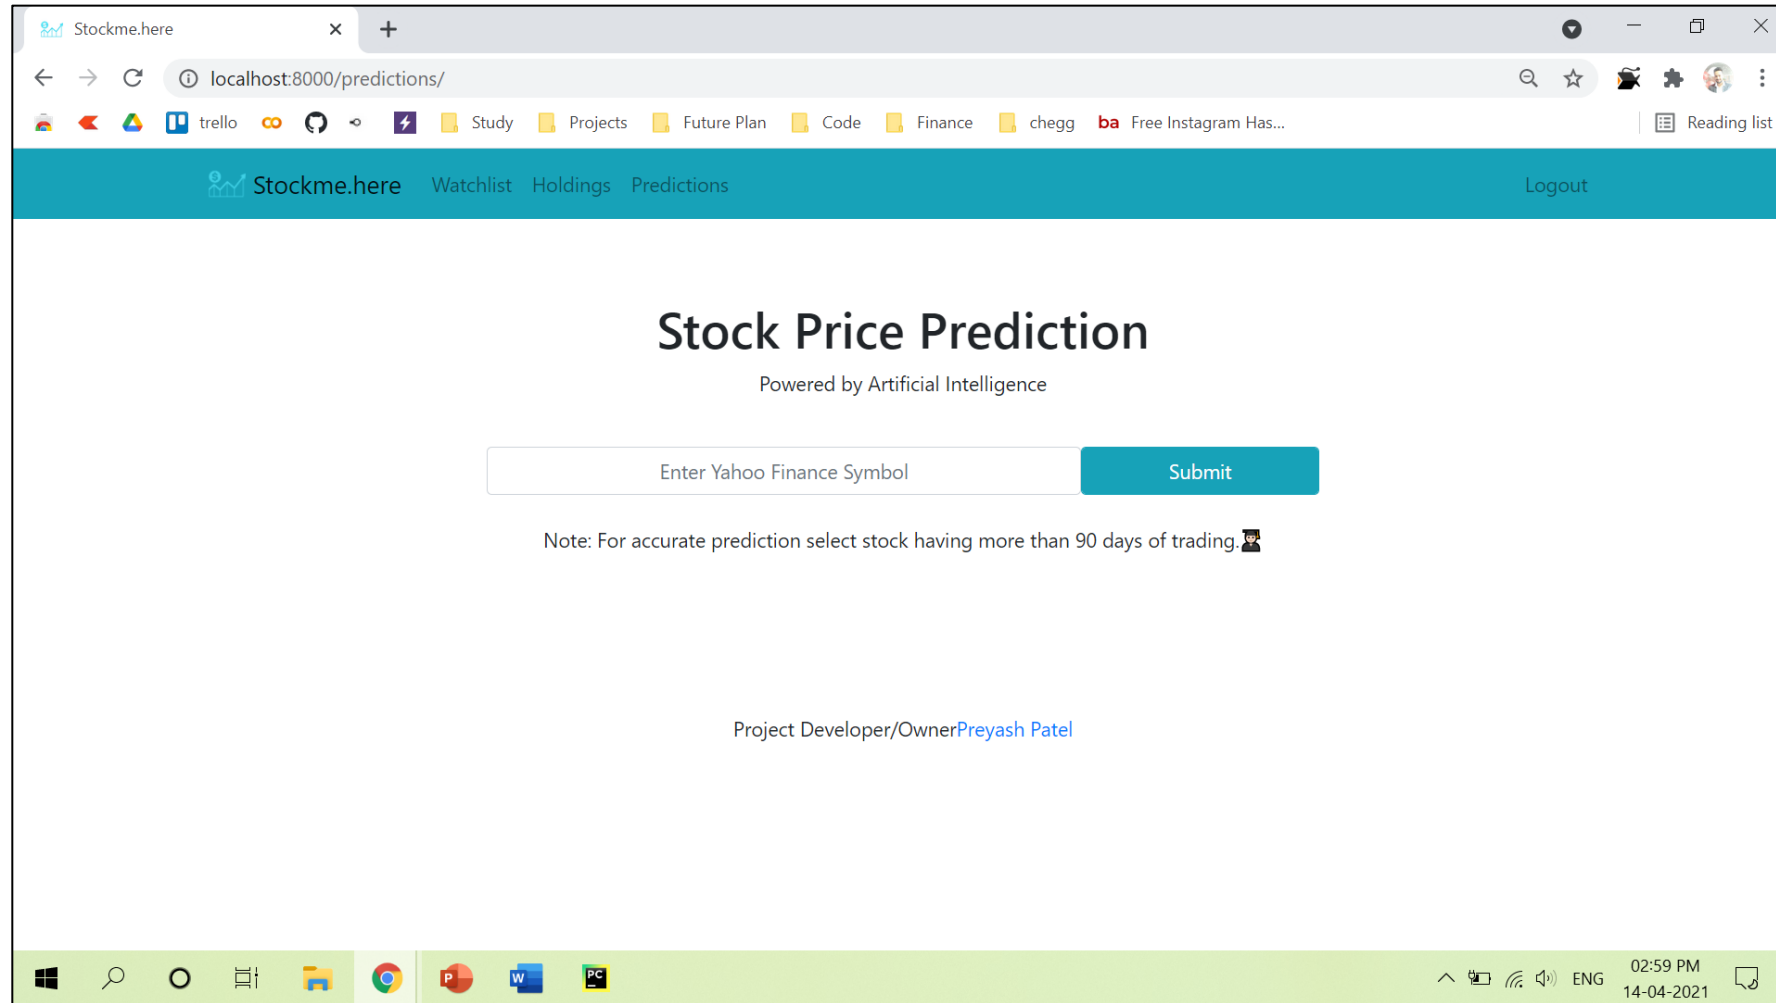 Stockme.here
localhost:8000/predictions/
trello
Study
Projects
Future Plan
Code
Finance
chegg
ba Free Instagram Has...
Reading list
Stockme.here Watchlist Holdings Predictions Logout
Stock Price Prediction
Powered by Artificial Intelligence
Enter Yahoo Finance Symbol
Submit
Note: For accurate prediction select stock having more than 90 days of trading.
Project Developer/OwnerPreyash Patel
P
W
PC
ENG
02:59 PM
14-04-2021